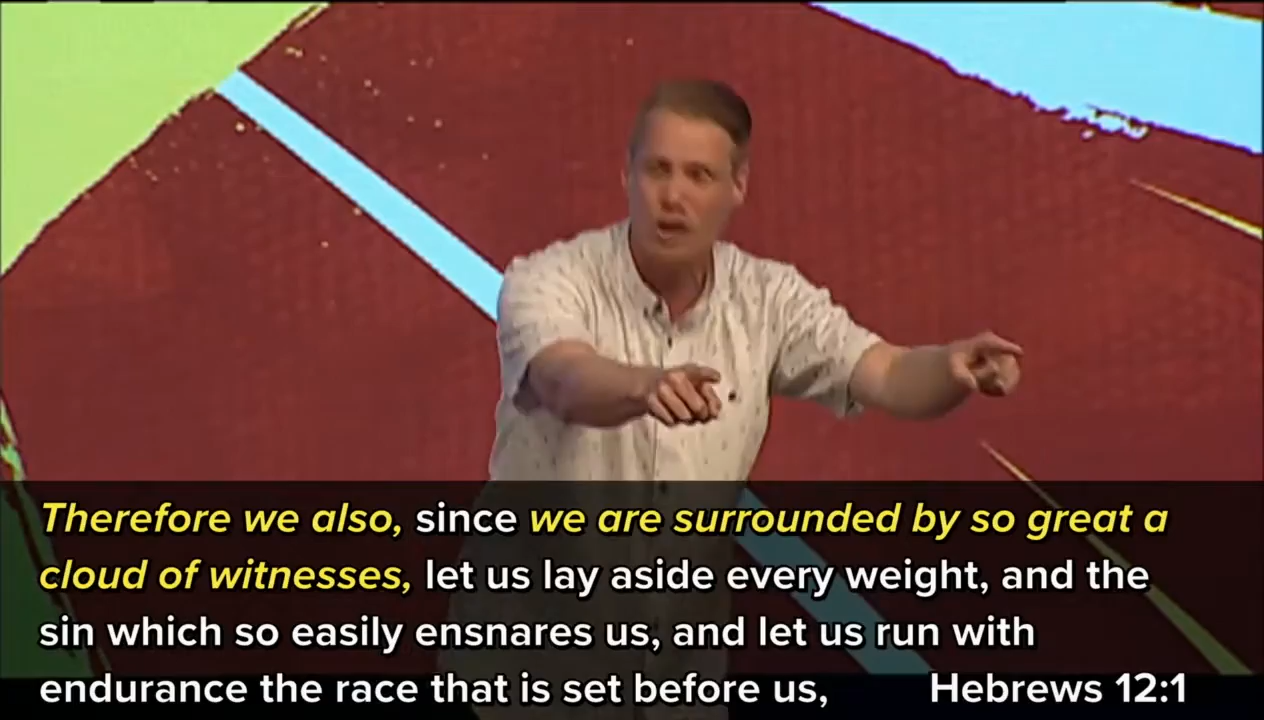 Therefore we also, since we are surrounded by so great a
cloud of witnesses, let us lay aside every weight, and the
sin which so easily ensnares us, and let us run with
endurance the race that is set before us, Hebrews 12:1